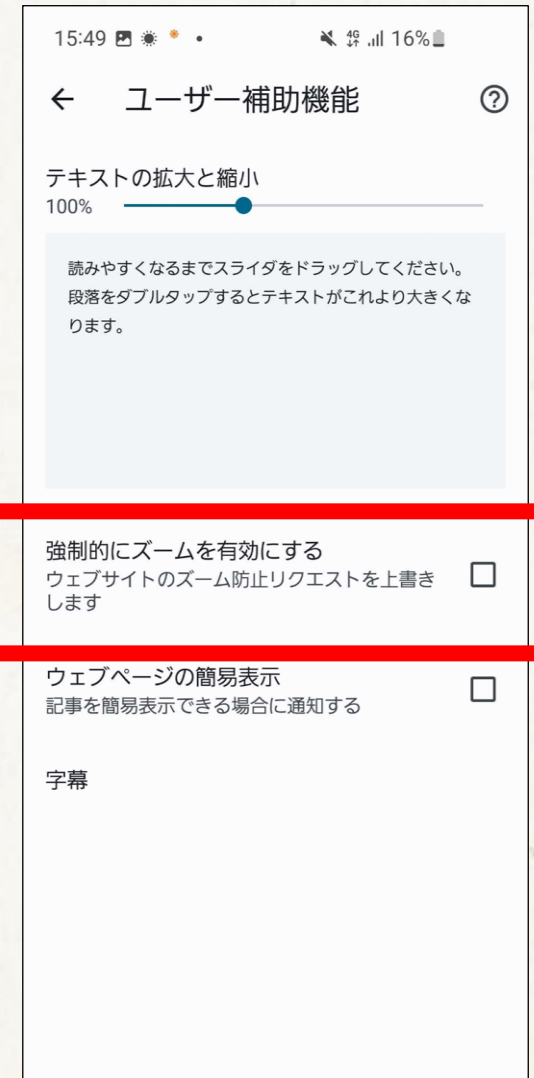 15:49
4G
16%
ユーザー補助機能
テキストの拡大と縮小
100%
読みやすくなるまでスライダをドラッグしてください。
段落をダブルタップするとテキストがこれより大きくな
ります。
強制的にズームを有効にする
ウェブサイトのズーム防止リクエストを上書き
します
ウェブページの簡易表示
記事を簡易表示できる場合に通知する
字幕